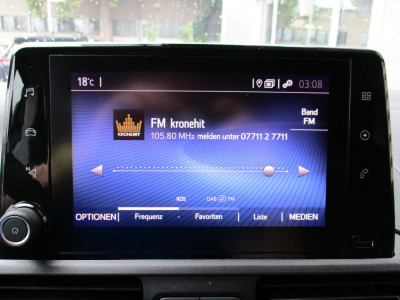 18°c
03:08
KRONEHIT
FM kronehit
105.80 MHz melden unter 07711 2 7711
Band
FM
RDS DAB FM
OPTIONEN Frequenz Favoriten Liste MEDIEN
N